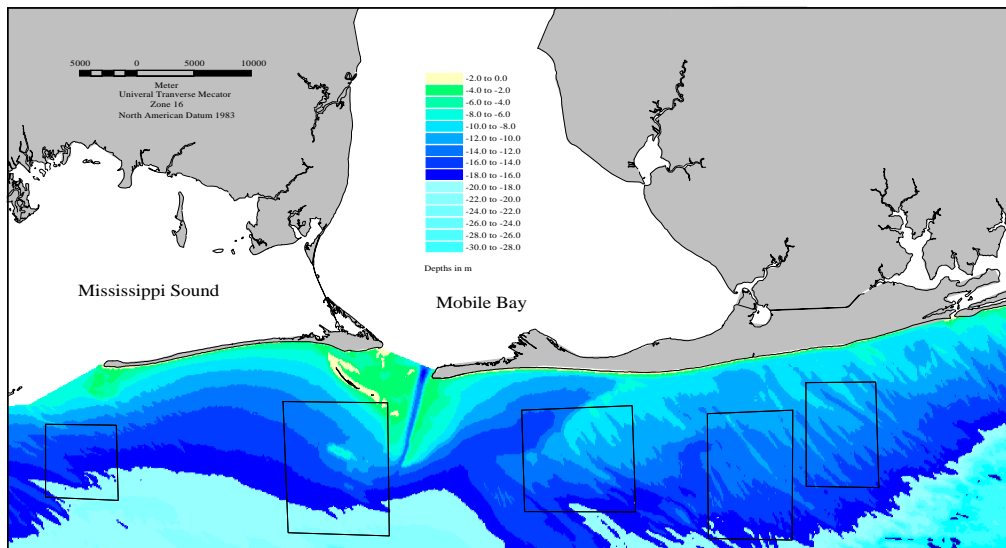 5000 0 5000 10000
Meter
Univeral Tranverse Mecator
Zone 16
North American Datum 1983
-2.0 to 0.0
-4.0 to -2.0
-6.0 to -4.0
-8.0 to -6.0
-10.0 to -8.0
-12.0 to -10.0
-14.0 to -12.0
-16.0 to -14.0
-18.0 to -16.0
-20.0 to -18.0
-22.0 to -20.0
-24.0 to -22.0
-26.0 to -24.0
-28.0 to -26.0
-30.0 to -28.0
Depths in m
Mississippi Sound
Mobile Bay